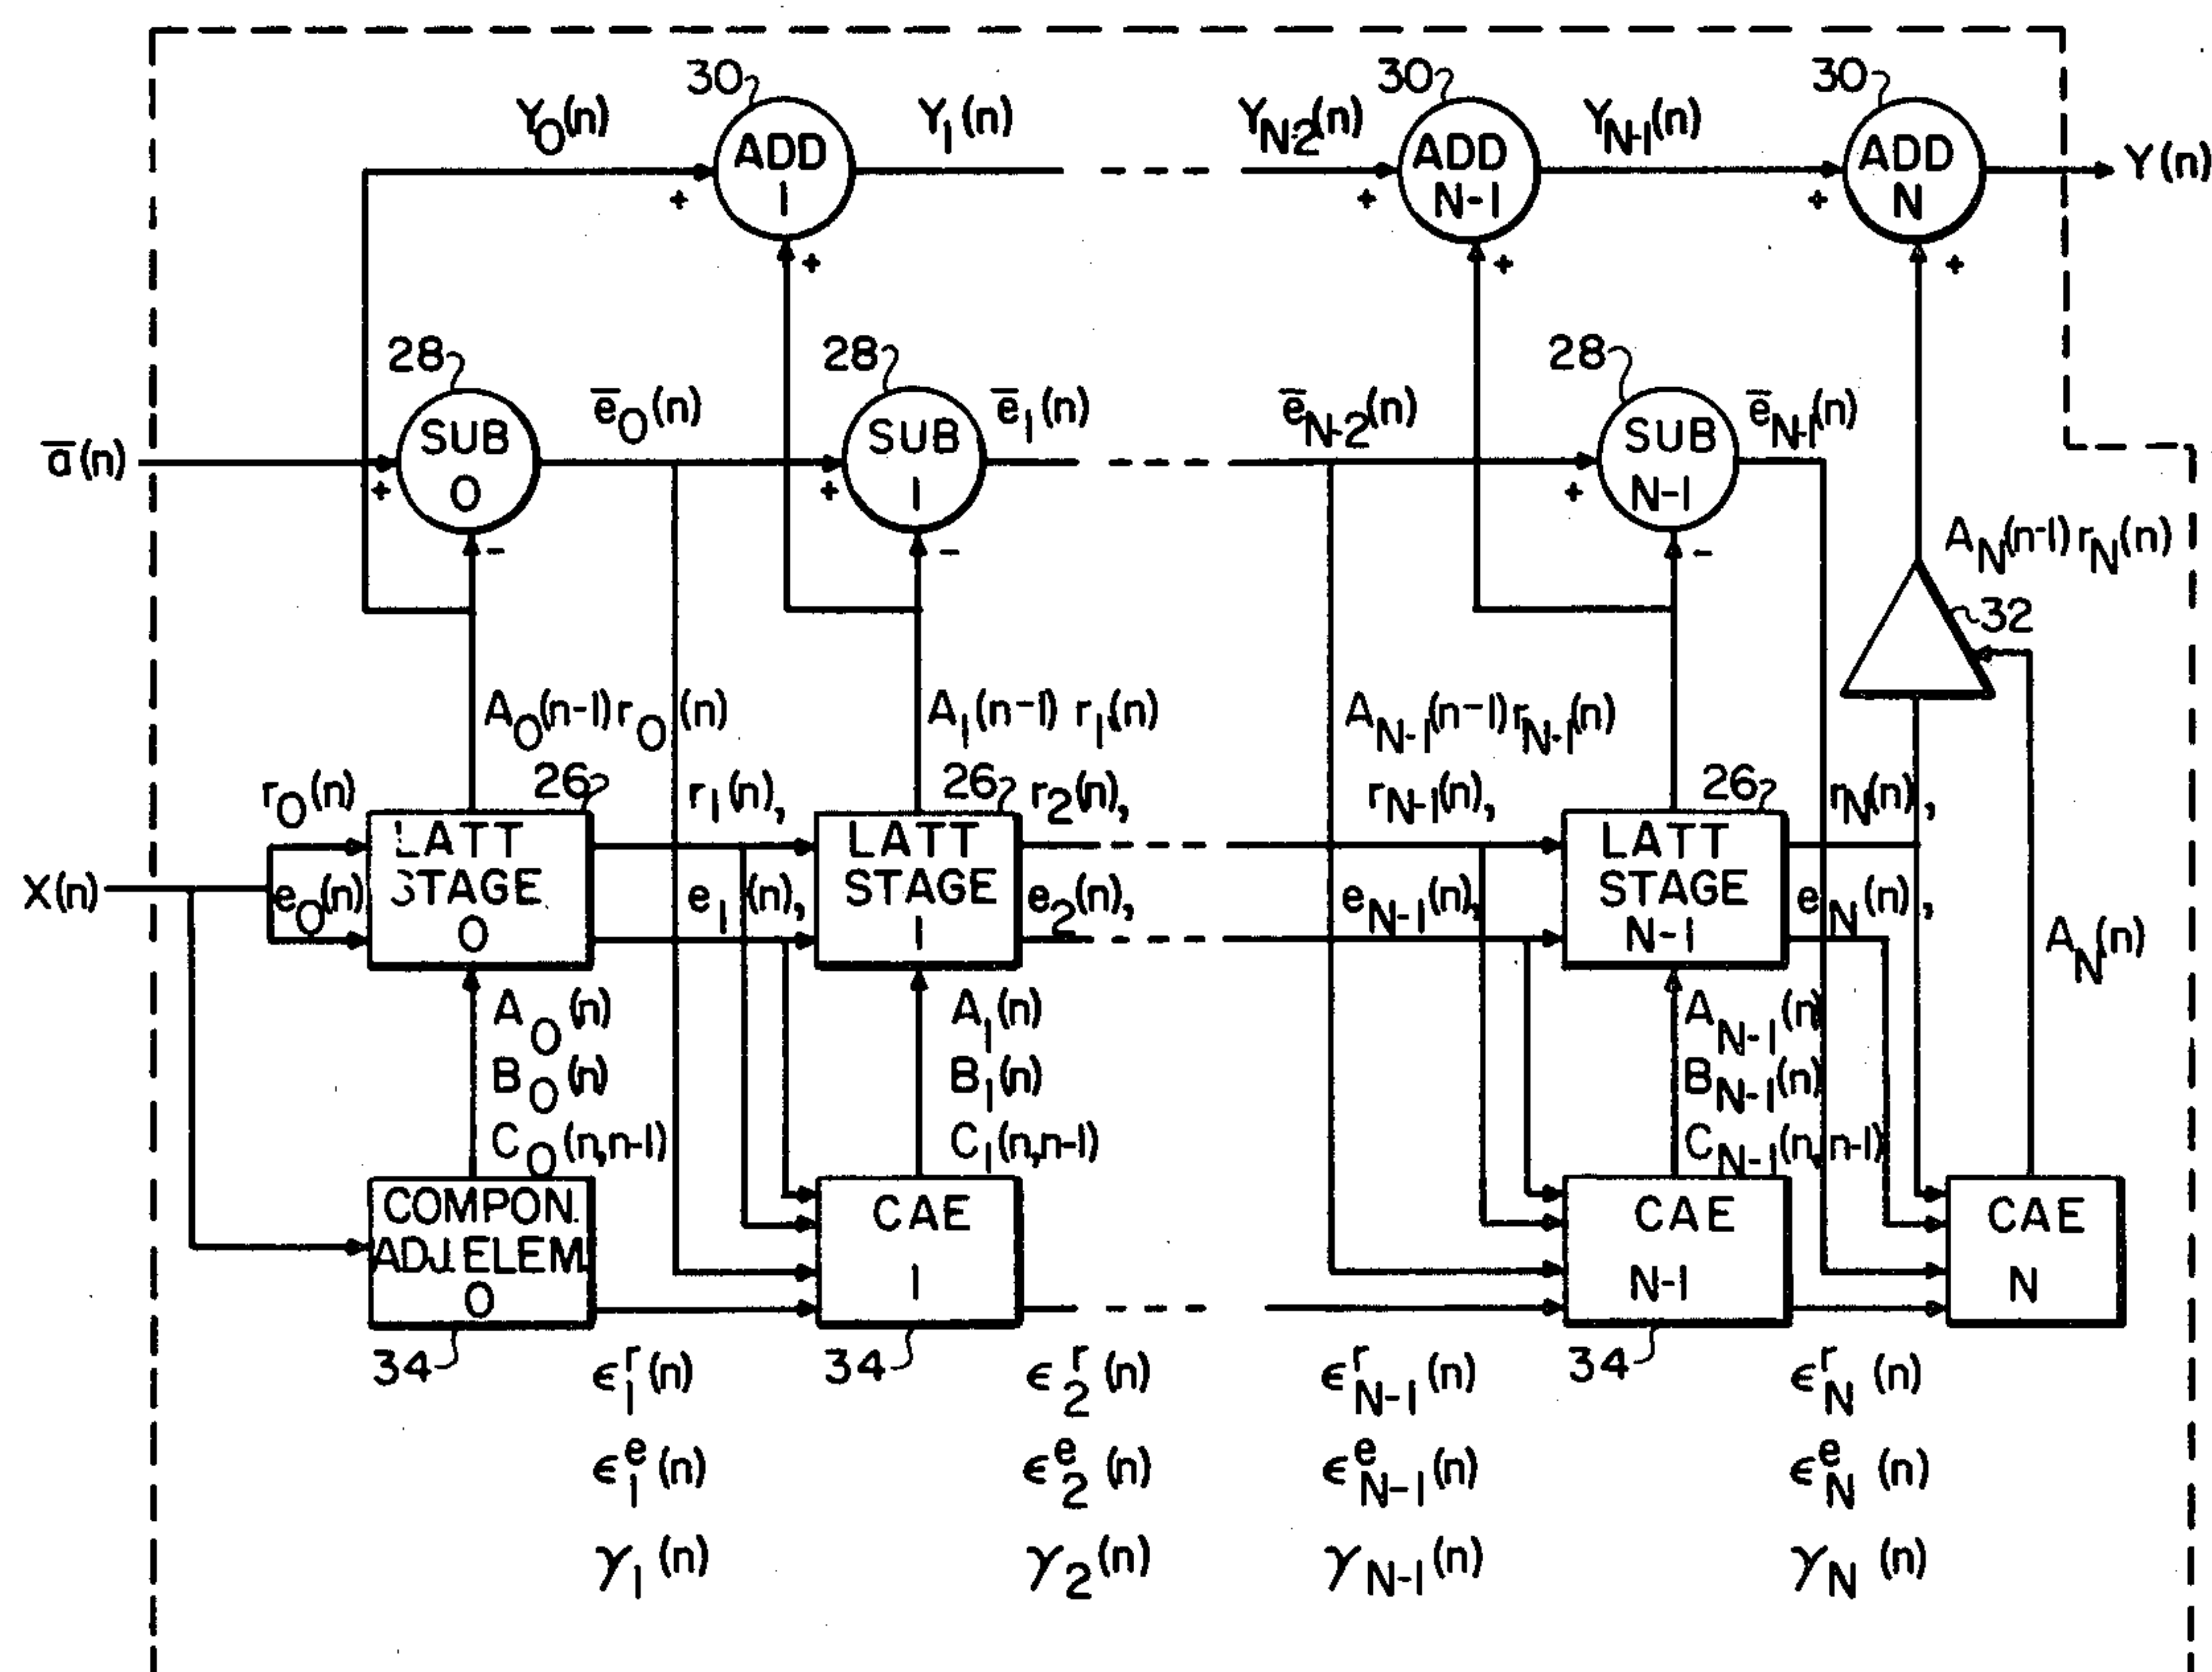 30
30
30
Y0(n)
Y1(n)
YN-2(n)
YN-1(n)
ADD
1
ADD
N-1
ADD
N
Y(n)
+
+
+
+
+
+
28
28
28
ē0(n)
ē1(n)
ēN-2(n)
ēN-1(n)
ā(n)
SUB
0
SUB
1
SUB
N-1
+
+
+
-
-
-
AN(n-1) rN(n)
32
A0(n-1) r0(n)
A1(n-1) r1(n)
AN-1(n-1) rN-1(n)
26
26
26
r0(n)
r1(n),
r2(n),
rN-1(n),
rN(n),
X(n)
e0(n)
LATT
STAGE
0
e1(n),
LATT
STAGE
1
e2(n),
eN-1(n),
LATT
STAGE
N-1
eN(n),
AN(n)
A0(n)
B0(n)
C0(n,n-1)
A1(n)
B1(n)
C1(n,n-1)
AN-1(n)
BN-1(n)
CN-1(n,n-1)
COMPON.
ADJ. ELEM.
0
CAE
1
CAE
N-1
CAE
N
34
34
34
ϵ1r(n)
ϵ2r(n)
ϵN-1r(n)
ϵNr(n)
ϵ1e(n)
ϵ2e(n)
ϵN-1e(n)
ϵNe(n)
γ1(n)
γ2(n)
γN-1(n)
γN(n)